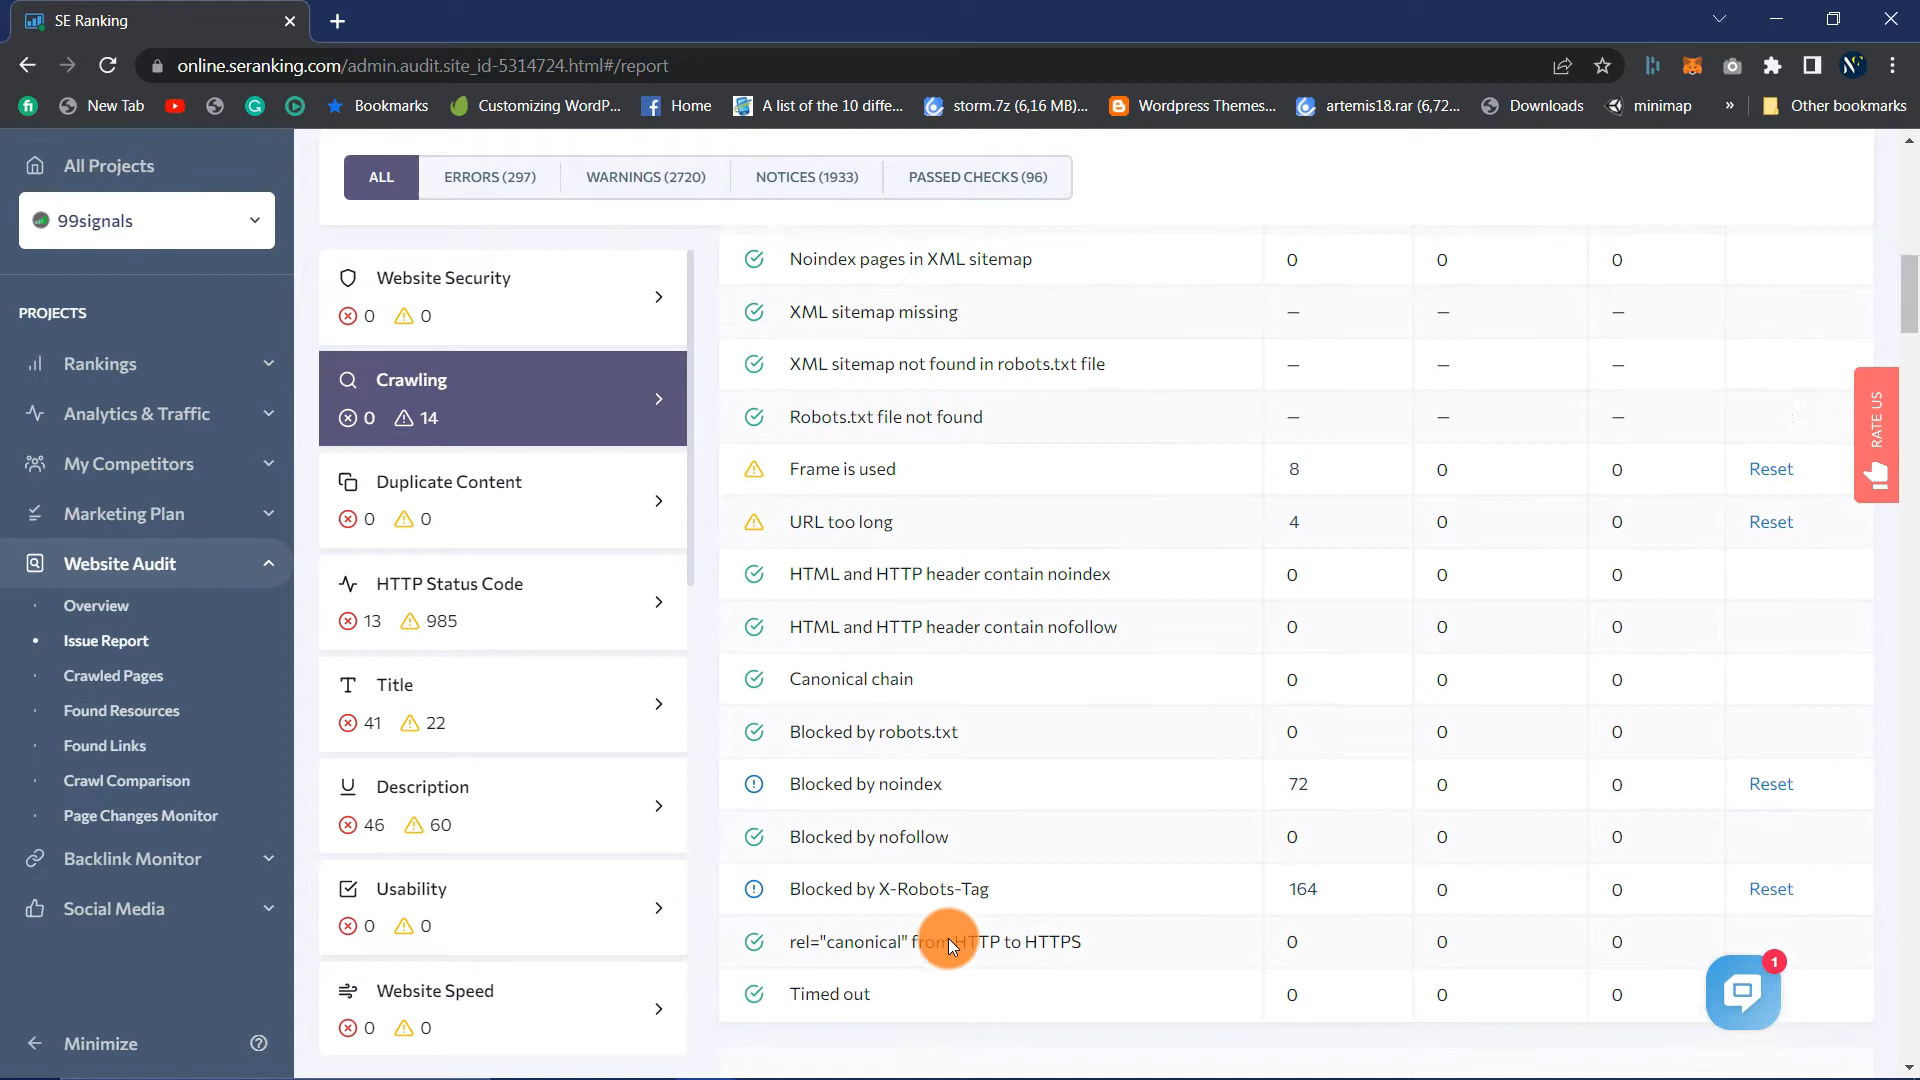 SE Ranking
online.seranking.com/admin.audit.site_id-5314724.html#/report
New Tab
Bookmarks
Customizing WordP...
Home
A list of the 10 diffe...
storm.7z (6,16 MB)...
Wordpress Themes...
artemis18.rar (6,72...
Downloads
minimap
»
Other bookmarks
All Projects
99signals
PROJECTS
Rankings
Analytics & Traffic
My Competitors
Marketing Plan
Website Audit
Overview
Issue Report
Crawled Pages
Found Resources
Found Links
Crawl Comparison
Page Changes Monitor
Backlink Monitor
Social Media
Minimize
ALL ERRORS (297) WARNINGS (2720) NOTICES (1933) PASSED CHECKS (96)
Website Security
0 0
Crawling
0 14
Duplicate Content
0 0
HTTP Status Code
13 985
Title
41 22
Description
46 60
Usability
0 0
Website Speed
0 0
Noindex pages in XML sitemap 0 0 0
XML sitemap missing – – –
XML sitemap not found in robots.txt file – – –
Robots.txt file not found – – –
Frame is used 8 0 0 Reset
URL too long 4 0 0 Reset
HTML and HTTP header contain noindex 0 0 0
HTML and HTTP header contain nofollow 0 0 0
Canonical chain 0 0 0
Blocked by robots.txt 0 0 0
Blocked by noindex 72 0 0 Reset
Blocked by nofollow 0 0 0
Blocked by X-Robots-Tag 164 0 0 Reset
rel="canonical" from HTTP to HTTPS 0 0 0
Timed out 0 0 0
RATE US
1